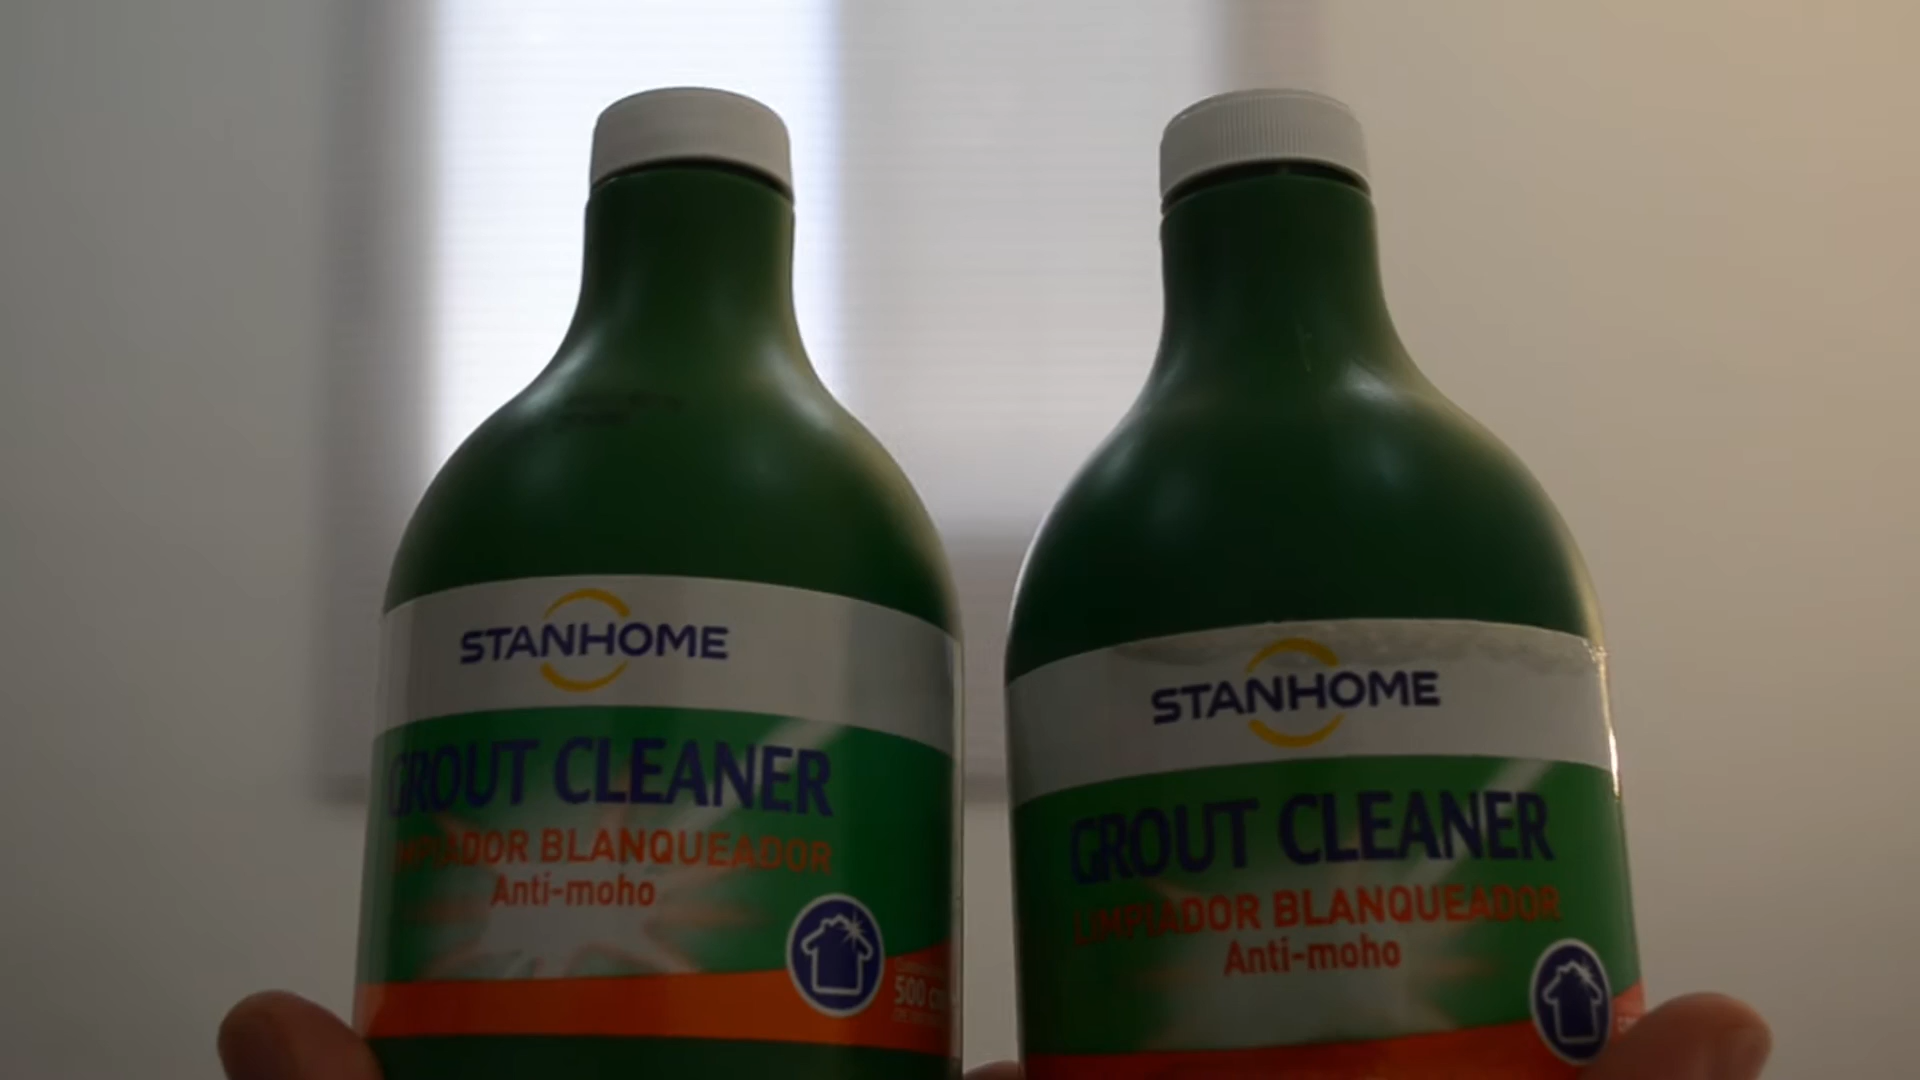 STANHOME
GROUT CLEANER
LIMPIADOR BLANQUEADOR
Anti-moho
500
STANHOME
GROUT CLEANER
LIMPIADOR BLANQUEADOR
Anti-moho